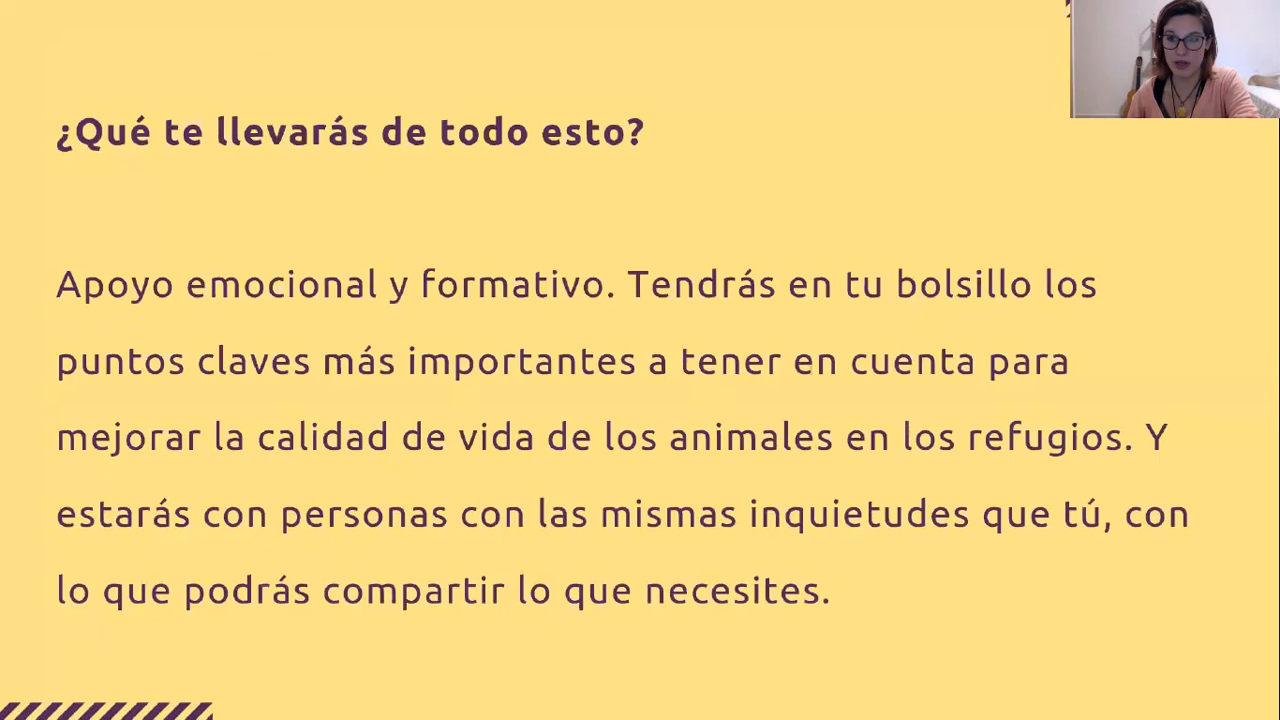 ¿Qué te llevarás de todo esto?
Apoyo emocional y formativo. Tendrás en tu bolsillo los
puntos claves más importantes a tener en cuenta para
mejorar la calidad de vida de los animales en los refugios. Y
estarás con personas con las mismas inquietudes que tú, con
lo que podrás compartir lo que necesites.